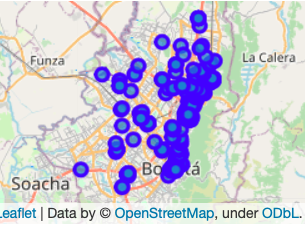 Funza
La Calera
Bogotá
Soacha
Leaflet | Data by © OpenStreetMap, under ODbL.